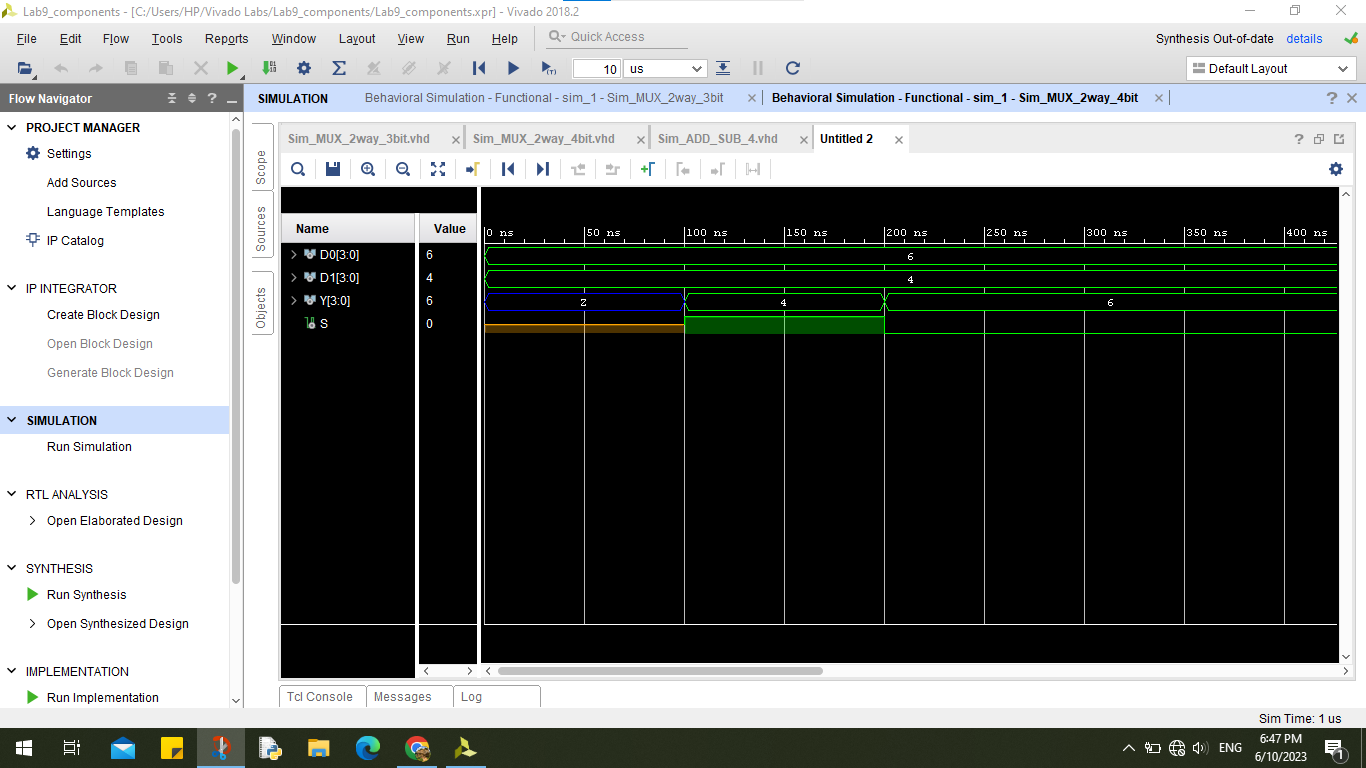 Lab9_components - [C:/Users/HP/Vivado Labs/Lab9_components/Lab9_components.xpr] - Vivado 2018.2
File Edit Flow Tools Reports Window Layout View Run Help Quick Access
Synthesis Out-of-date details
10 us
Default Layout
Flow Navigator
SIMULATION
Behavioral Simulation - Functional - sim_1 - Sim_MUX_2way_3bit
Behavioral Simulation - Functional - sim_1 - Sim_MUX_2way_4bit
PROJECT MANAGER
Settings
Add Sources
Language Templates
IP Catalog
IP INTEGRATOR
Create Block Design
Open Block Design
Generate Block Design
SIMULATION
Run Simulation
RTL ANALYSIS
Open Elaborated Design
SYNTHESIS
Run Synthesis
Open Synthesized Design
IMPLEMENTATION
Run Implementation
Scope
Sources
Objects
Sim_MUX_2way_3bit.vhd
Sim_MUX_2way_4bit.vhd
Sim_ADD_SUB_4.vhd
Untitled 2
Name Value
0 ns 50 ns 100 ns 150 ns 200 ns 250 ns 300 ns 350 ns 400 ns
D0[3:0] 6 6
D1[3:0] 4 4
Y[3:0] 6 Z 4 6
S 0
Tcl Console Messages Log
Sim Time: 1 us
ENG
6:47 PM
6/10/2023
1